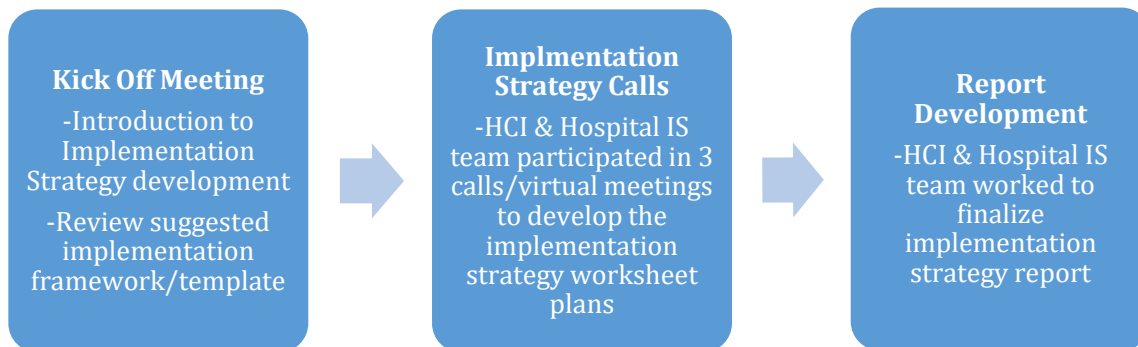 Kick Off Meeting
-Introduction to
Implementation
Strategy development
-Review suggested
implementation
framework/template
Implmentation
Strategy Calls
-HCI & Hospital IS
team participated in 3
calls/virtual meetings
to develop the
implementation
strategy worksheet
plans
Report
Development
-HCI & Hospital IS
team worked to
finalize
implementation
strategy report